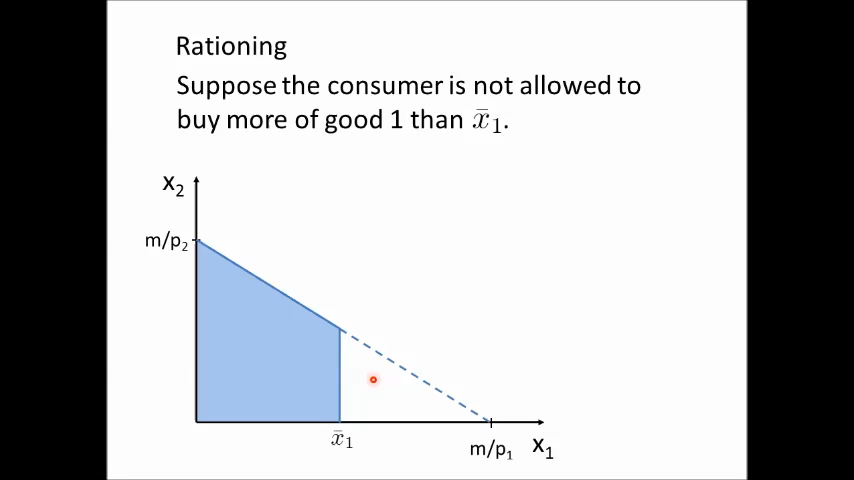 Rationing
Suppose the consumer is not allowed to
buy more of good 1 than x̄₁.
x₂
m/p₂
x̄₁
m/p₁
x₁